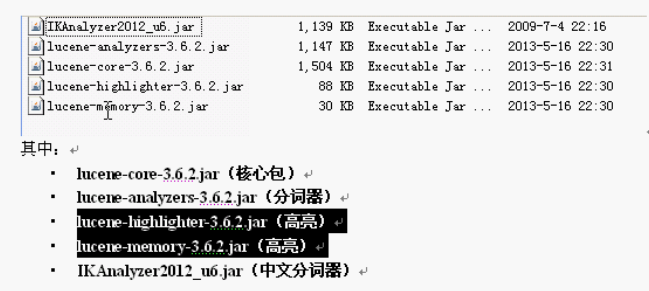 IKAnalyzer2012_u6.jar 1,139 KB Executable Jar ... 2009-7-4 22:16
lucene-analyzers-3.6.2.jar 1,147 KB Executable Jar ... 2013-5-16 22:30
lucene-core-3.6.2.jar 1,504 KB Executable Jar ... 2013-5-16 22:31
lucene-highlighter-3.6.2.jar 88 KB Executable Jar ... 2013-5-16 22:30
lucene-memory-3.6.2.jar 30 KB Executable Jar ... 2013-5-16 22:30
其中：
· lucene-core-3.6.2.jar（核心包）
· lucene-analyzers-3.6.2.jar（分词器）
· lucene-highlighter-3.6.2.jar（高亮）
· lucene-memory-3.6.2.jar（高亮）
· IKAnalyzer2012_u6.jar（中文分词器）